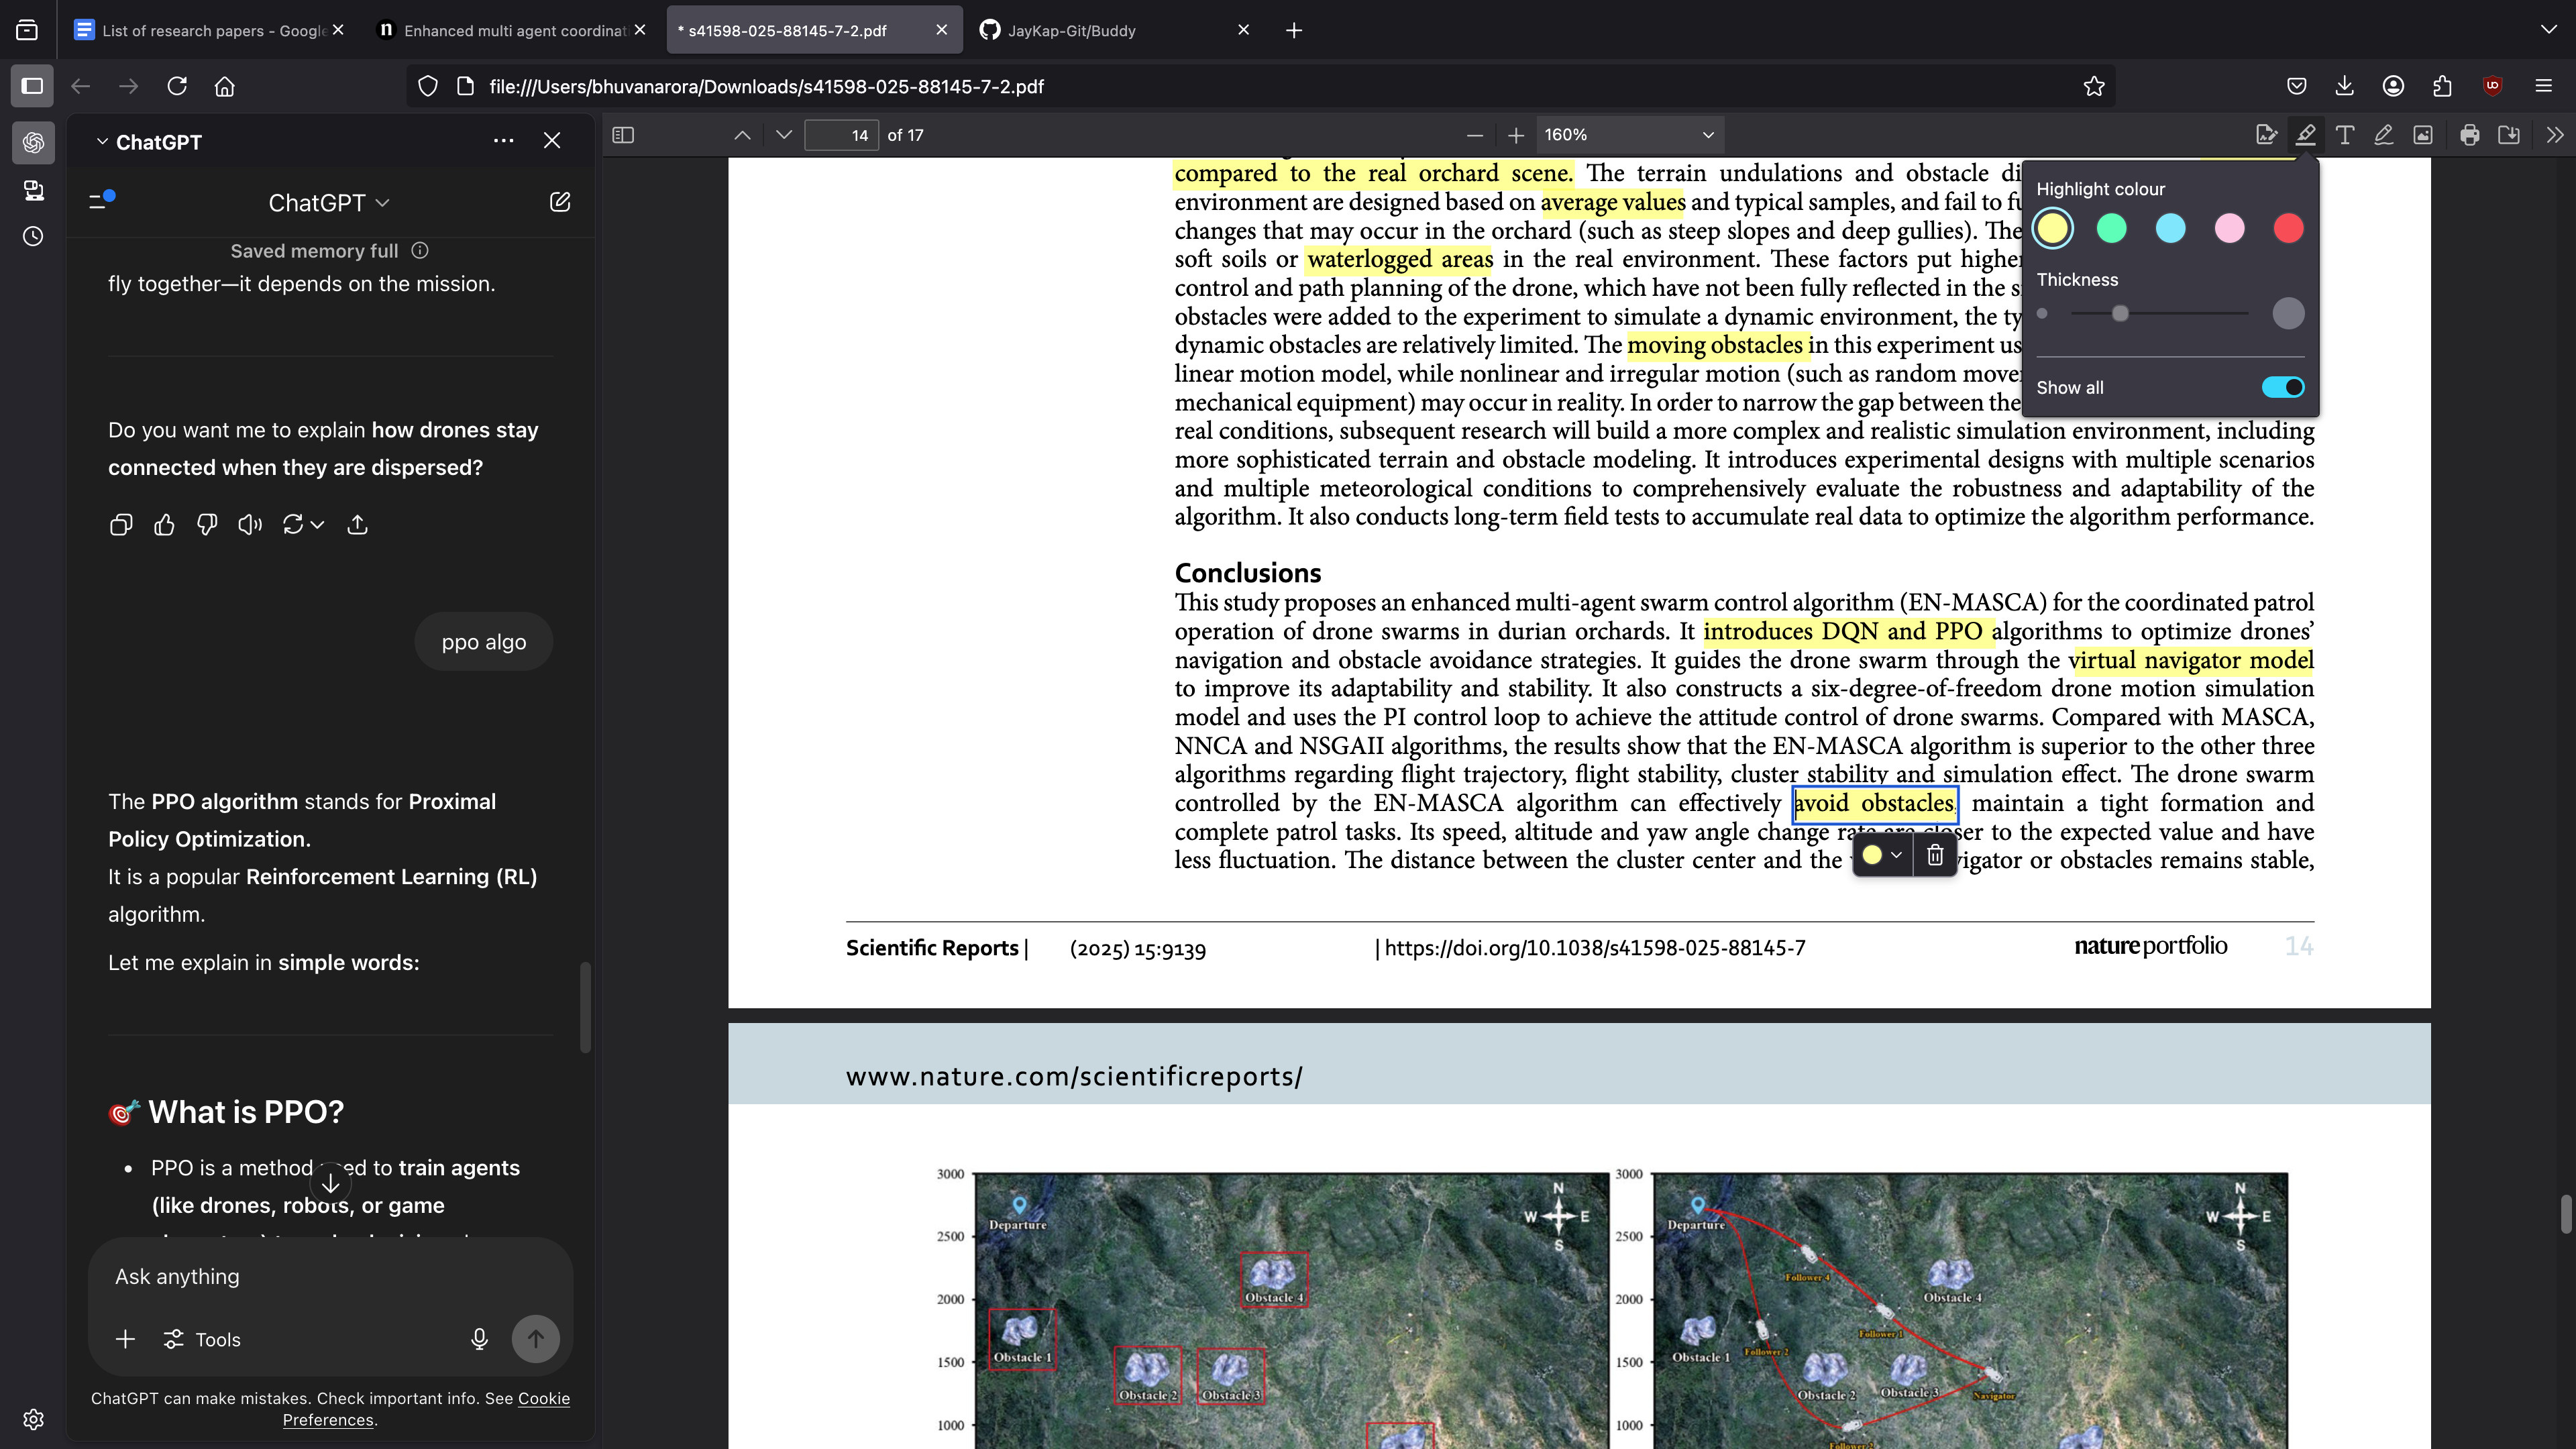 List of research papers - Google
Enhanced multi agent coordinat
* s41598-025-88145-7-2.pdf
JayKap-Git/Buddy
file:///Users/bhuvanarora/Downloads/s41598-025-88145-7-2.pdf
ChatGPT
ChatGPT
Saved memory full
fly together—it depends on the mission.
Do you want me to explain how drones stay
connected when they are dispersed?
ppo algo
The PPO algorithm stands for Proximal
Policy Optimization.
It is a popular Reinforcement Learning (RL)
algorithm.
Let me explain in simple words:
🎯 What is PPO?
• PPO is a method ed to train agents
(like drones, robots, or game
Ask anything
Tools
ChatGPT can make mistakes. Check important info. See Cookie
Preferences.
14 of 17
160%
Highlight colour
Thickness
Show all
compared to the real orchard scene. The terrain undulations and obstacle di
environment are designed based on average values and typical samples, and fail to fu
changes that may occur in the orchard (such as steep slopes and deep gullies). The
soft soils or waterlogged areas in the real environment. These factors put higher
control and path planning of the drone, which have not been fully reflected in the s
obstacles were added to the experiment to simulate a dynamic environment, the ty
dynamic obstacles are relatively limited. The moving obstacles in this experiment us
linear motion model, while nonlinear and irregular motion (such as random move
mechanical equipment) may occur in reality. In order to narrow the gap between the
real conditions, subsequent research will build a more complex and realistic simulation environment, including
more sophisticated terrain and obstacle modeling. It introduces experimental designs with multiple scenarios
and multiple meteorological conditions to comprehensively evaluate the robustness and adaptability of the
algorithm. It also conducts long-term field tests to accumulate real data to optimize the algorithm performance.
Conclusions
This study proposes an enhanced multi-agent swarm control algorithm (EN-MASCA) for the coordinated patrol
operation of drone swarms in durian orchards. It introduces DQN and PPO algorithms to optimize drones'
navigation and obstacle avoidance strategies. It guides the drone swarm through the virtual navigator model
to improve its adaptability and stability. It also constructs a six-degree-of-freedom drone motion simulation
model and uses the PI control loop to achieve the attitude control of drone swarms. Compared with MASCA,
NNCA and NSGAII algorithms, the results show that the EN-MASCA algorithm is superior to the other three
algorithms regarding flight trajectory, flight stability, cluster stability and simulation effect. The drone swarm
controlled by the EN-MASCA algorithm can effectively avoid obstacles, maintain a tight formation and
complete patrol tasks. Its speed, altitude and yaw angle change rate are closer to the expected value and have
less fluctuation. The distance between the cluster center and the vigator or obstacles remains stable,
Scientific Reports | (2025) 15:9139 | https://doi.org/10.1038/s41598-025-88145-7 natureportfolio 14
www.nature.com/scientificreports/
3000
2500
2000
1500
1000
Departure
N
W E
S
Obstacle 4
Obstacle 1
Obstacle 2
Obstacle 3
3000
2500
2000
1500
1000
Departure
N
W E
S
Follower 4
Obstacle 4
Follower 1
Obstacle 1
Follower 2
Obstacle 2
Obstacle 3
Navigator